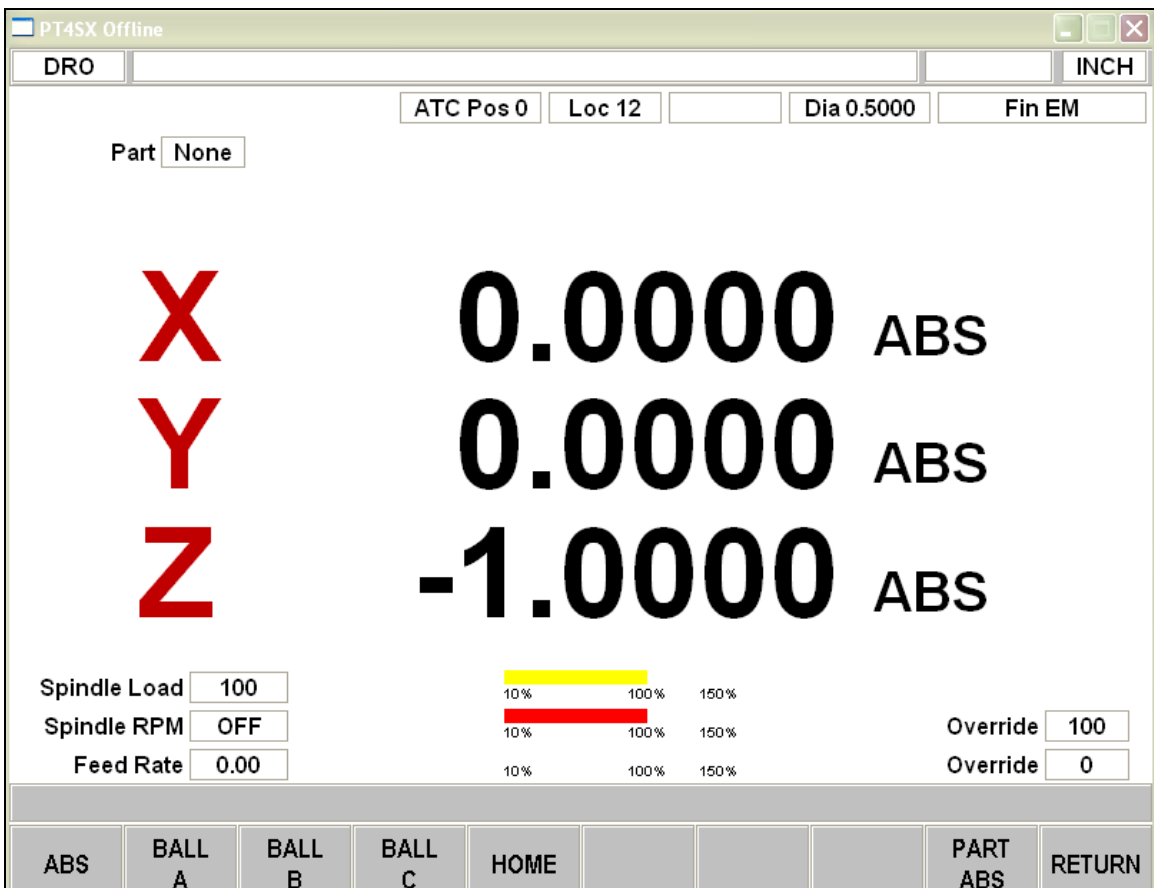 PT4SX Offline
DRO INCH
ATC Pos 0 Loc 12 Dia 0.5000 Fin EM
Part None
X 0.0000 ABS
Y 0.0000 ABS
Z -1.0000 ABS
Spindle Load 100 10% 100% 150%
Spindle RPM OFF 10% 100% 150% Override 100
Feed Rate 0.00 10% 100% 150% Override 0
ABS BALL A BALL B BALL C HOME PART ABS RETURN